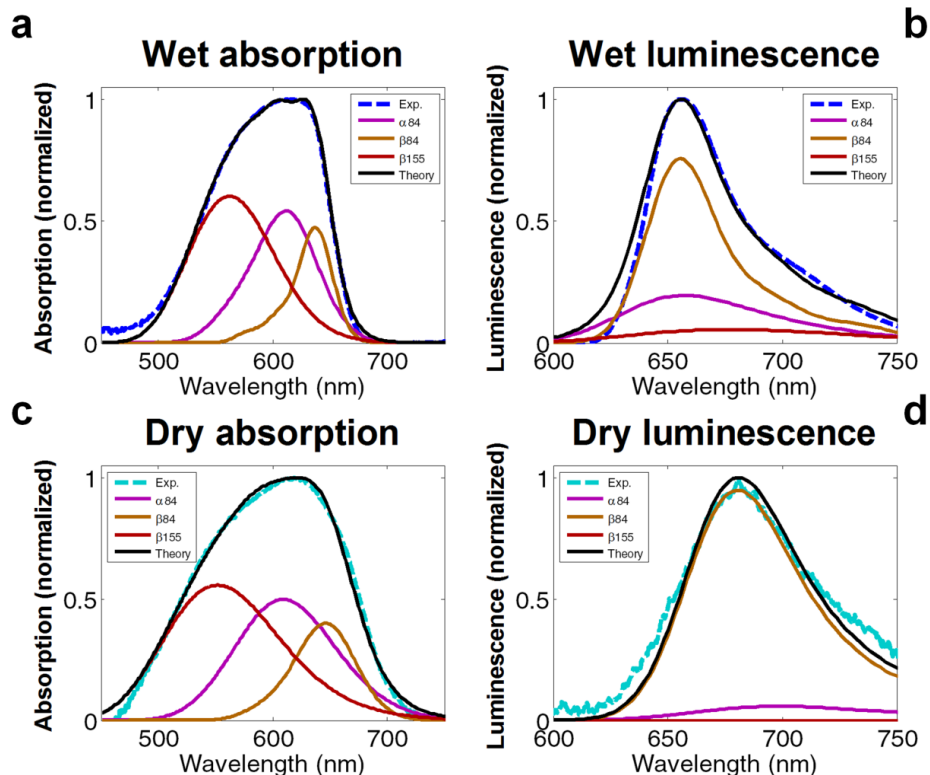 a
Wet absorption
Absorption (normalized)
1
0.5
0
500
600
700
Wavelength (nm)
Exp.
α84
β84
β155
Theory
b
Wet luminescence
Luminescence (normalized)
1
0.5
0
600
650
700
750
Wavelength (nm)
Exp.
α84
β84
β155
Theory
c
Dry absorption
Absorption (normalized)
1
0.5
0
500
600
700
Wavelength (nm)
Exp.
α84
β84
β155
Theory
d
Dry luminescence
Luminescence (normalized)
1
0.5
0
600
650
700
750
Wavelength (nm)
Exp.
α84
β84
β155
Theory